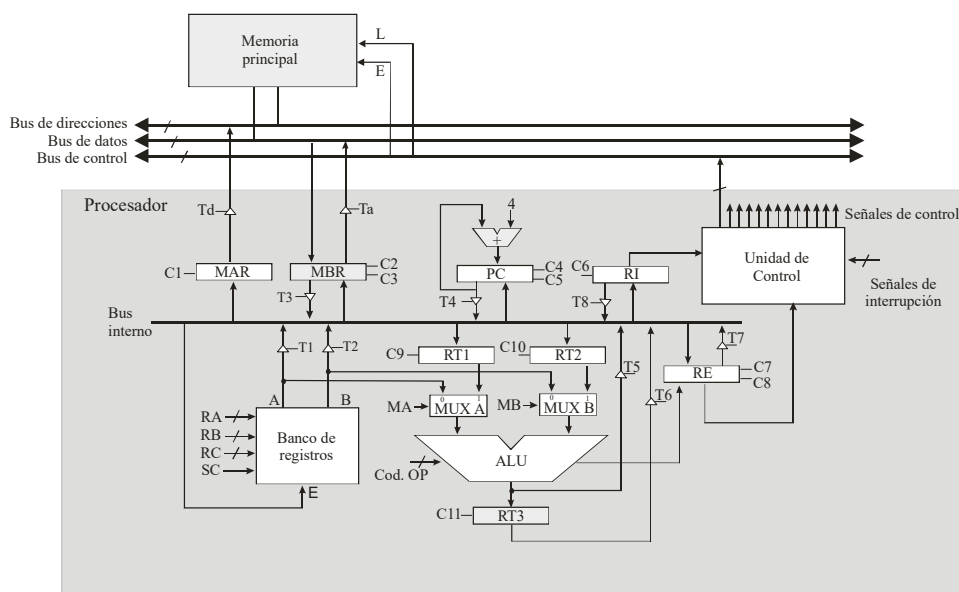 Memoria
principal
L
E
Bus de direcciones
Bus de datos
Bus de control
Procesador
Td
Ta
4
+
Señales de control
Unidad de
Control
Señales de
interrupción
C1
MAR
MBR
C2
C3
PC
C4
C5
C6
RI
T3
T4
T8
Bus
interno
T1
T2
C9
RT1
C10
RT2
T5
T6
T7
RE
C7
C8
A
B
MA
0 1
MUX A
MB
0 1
MUX B
RA
RB
RC
SC
Banco de
registros
E
ALU
Cod. OP
C11
RT3